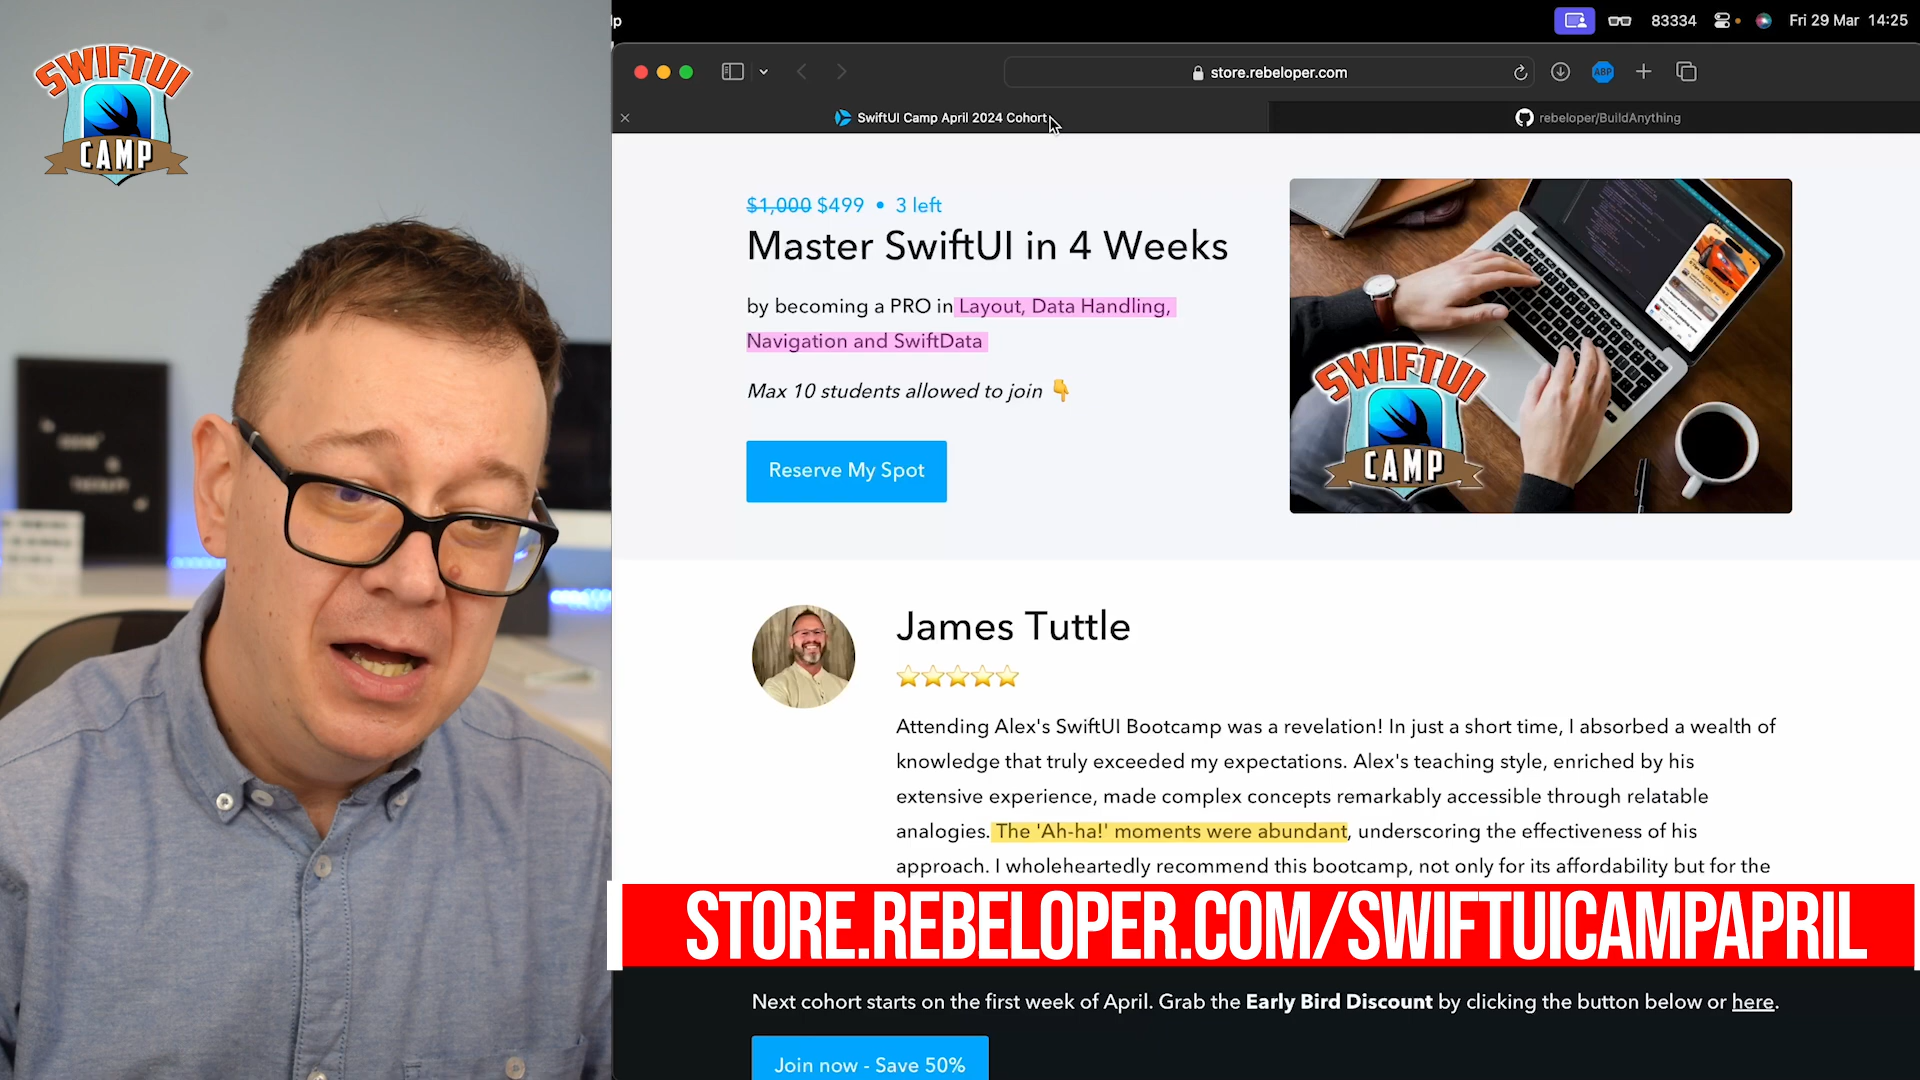 SWIFTUI
CAMP
lp
83334
Fri 29 Mar 14:25
store.rebeloper.com
ABP
SwiftUI Camp April 2024 Cohort
rebeloper/BuildAnything
$1,000 $499 • 3 left
Master SwiftUI in 4 Weeks
by becoming a PRO in Layout, Data Handling,
Navigation and SwiftData
Max 10 students allowed to join 👇
Reserve My Spot
SWIFTUI
CAMP
James Tuttle
⭐⭐⭐⭐⭐
Attending Alex's SwiftUI Bootcamp was a revelation! In just a short time, I absorbed a wealth of
knowledge that truly exceeded my expectations. Alex's teaching style, enriched by his
extensive experience, made complex concepts remarkably accessible through relatable
analogies. The 'Ah-ha!' moments were abundant, underscoring the effectiveness of his
approach. I wholeheartedly recommend this bootcamp, not only for its affordability but for the
STORE.REBELOPER.COM/SWIFTUICAMPAPRIL
Next cohort starts on the first week of April. Grab the Early Bird Discount by clicking the button below or here.
Join now - Save 50%